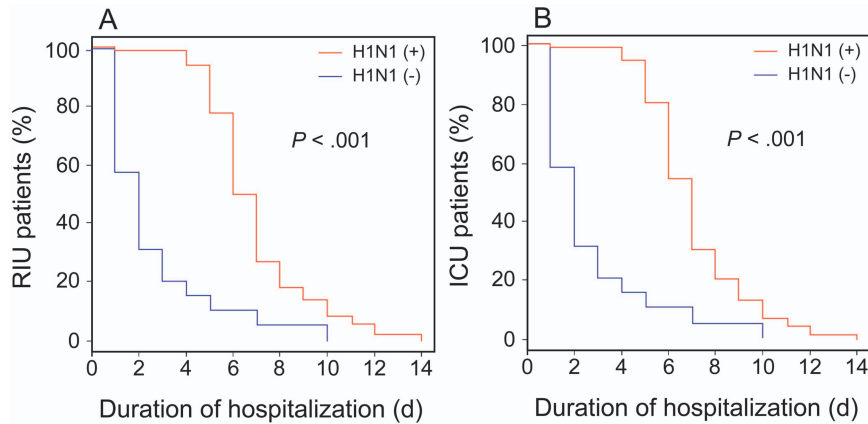 A
RIU patients (%)
100
80
60
40
20
0
H1N1 (+)
H1N1 (-)
P < .001
0 2 4 6 8 10 12 14
Duration of hospitalization (d)
B
ICU patients (%)
100
80
60
40
20
0
H1N1 (+)
H1N1 (-)
P < .001
0 2 4 6 8 10 12 14
Duration of hospitalization (d)